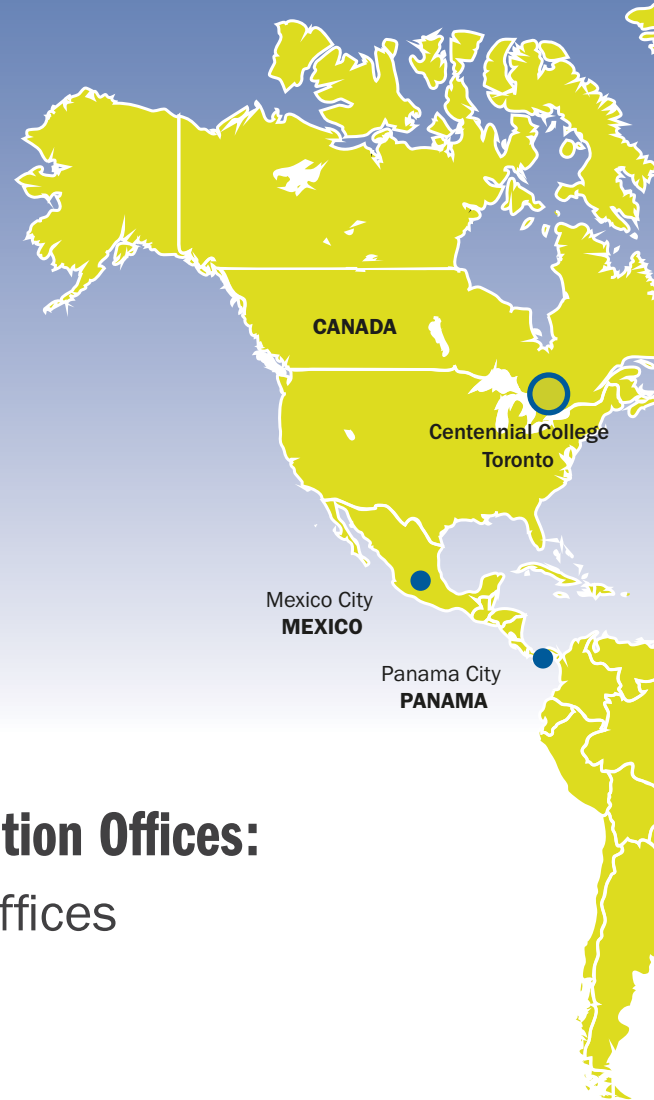 CANADA
Centennial College
Toronto
Mexico City
MEXICO
Panama City
PANAMA
tion Offices:
ffices